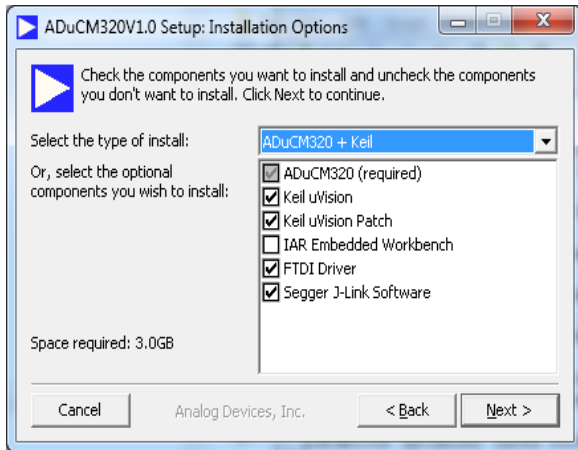 ADuCM320V1.0 Setup: Installation Options
Check the components you want to install and uncheck the components
you don't want to install. Click Next to continue.
Select the type of install:
ADuCM320 + Keil
Or, select the optional
components you wish to install:
ADuCM320 (required)
Keil uVision
Keil uVision Patch
IAR Embedded Workbench
FTDI Driver
Segger J-Link Software
Space required: 3.0GB
Cancel
Analog Devices, Inc.
< Back
Next >